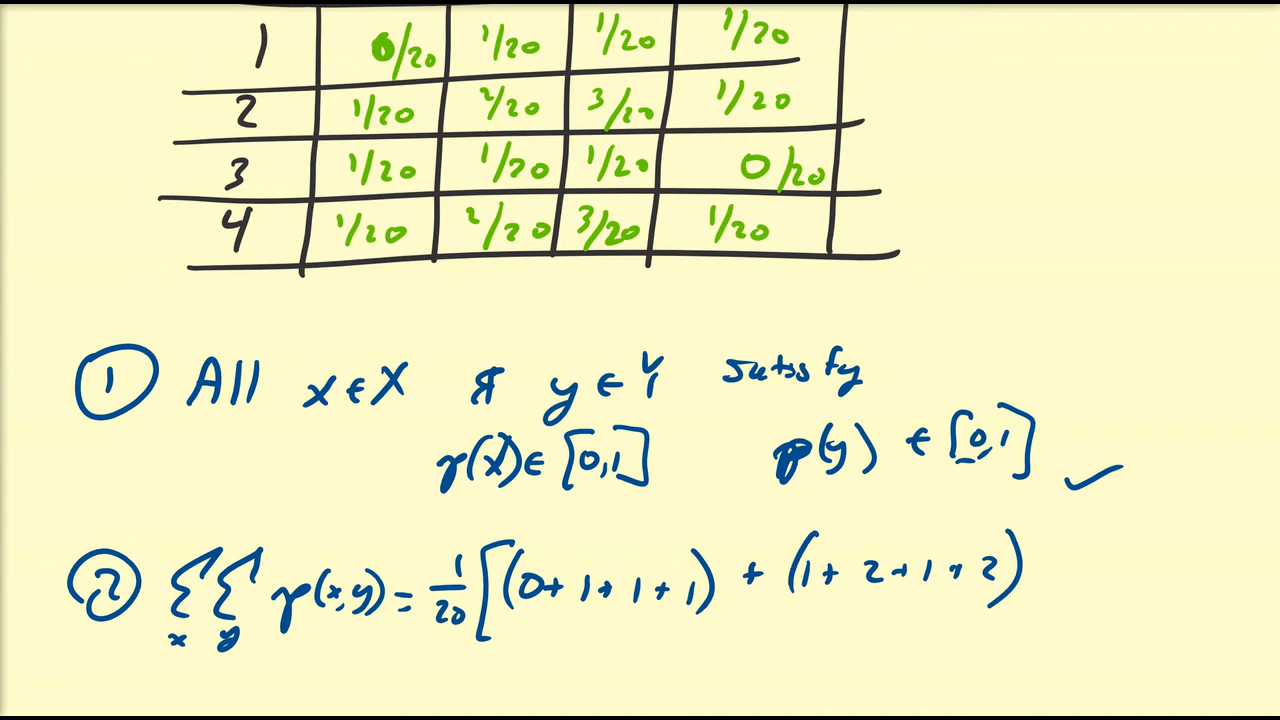 1 0/20 1/20 1/20 1/20
2 1/20 2/20 3/20 1/20
3 1/20 1/20 1/20 0/20
4 1/20 2/20 3/20 1/20
① All x ∈ X & y ∈ Y satisfy
p(x) ∈ [0,1] p(y) ∈ [0,1] ✓
② Σ_x Σ_y p(x,y) = 1/20 [(0+1+1+1) + (1+2+1+2)